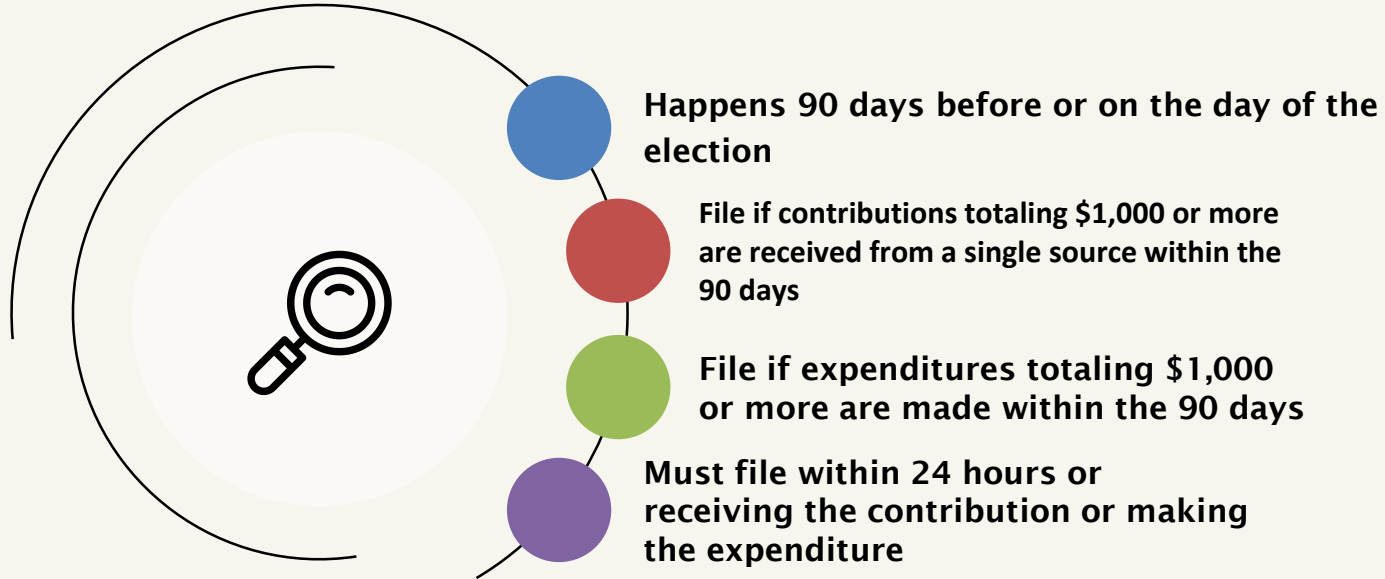 Happens 90 days before or on the day of the
election
File if contributions totaling $1,000 or more
are received from a single source within the
90 days
File if expenditures totaling $1,000
or more are made within the 90 days
Must file within 24 hours or
receiving the contribution or making
the expenditure